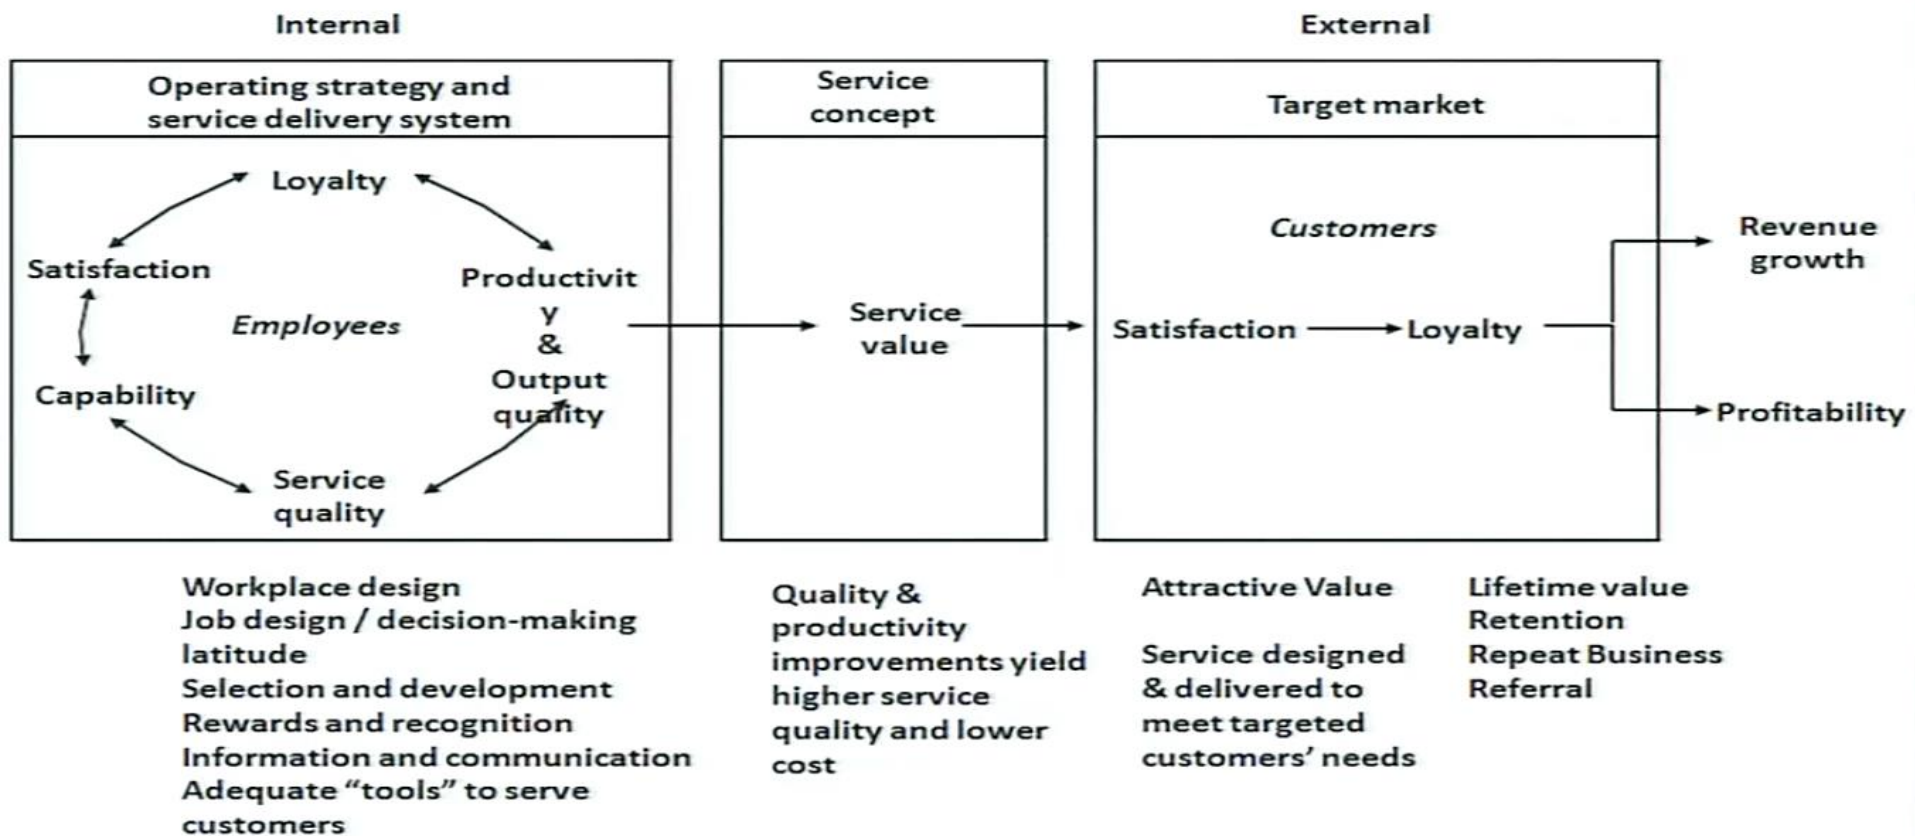 Internal
External
Operating strategy and
service delivery system
Service
concept
Target market
Loyalty
Satisfaction
Productivit
y
&
Output
quality
Employees
Capability
Service
quality
Service
value
Customers
Satisfaction
Loyalty
Revenue
growth
Profitability
Workplace design
Job design / decision-making
latitude
Selection and development
Rewards and recognition
Information and communication
Adequate “tools” to serve
customers
Quality &
productivity
improvements yield
higher service
quality and lower
cost
Attractive Value
Service designed
& delivered to
meet targeted
customers’ needs
Lifetime value
Retention
Repeat Business
Referral